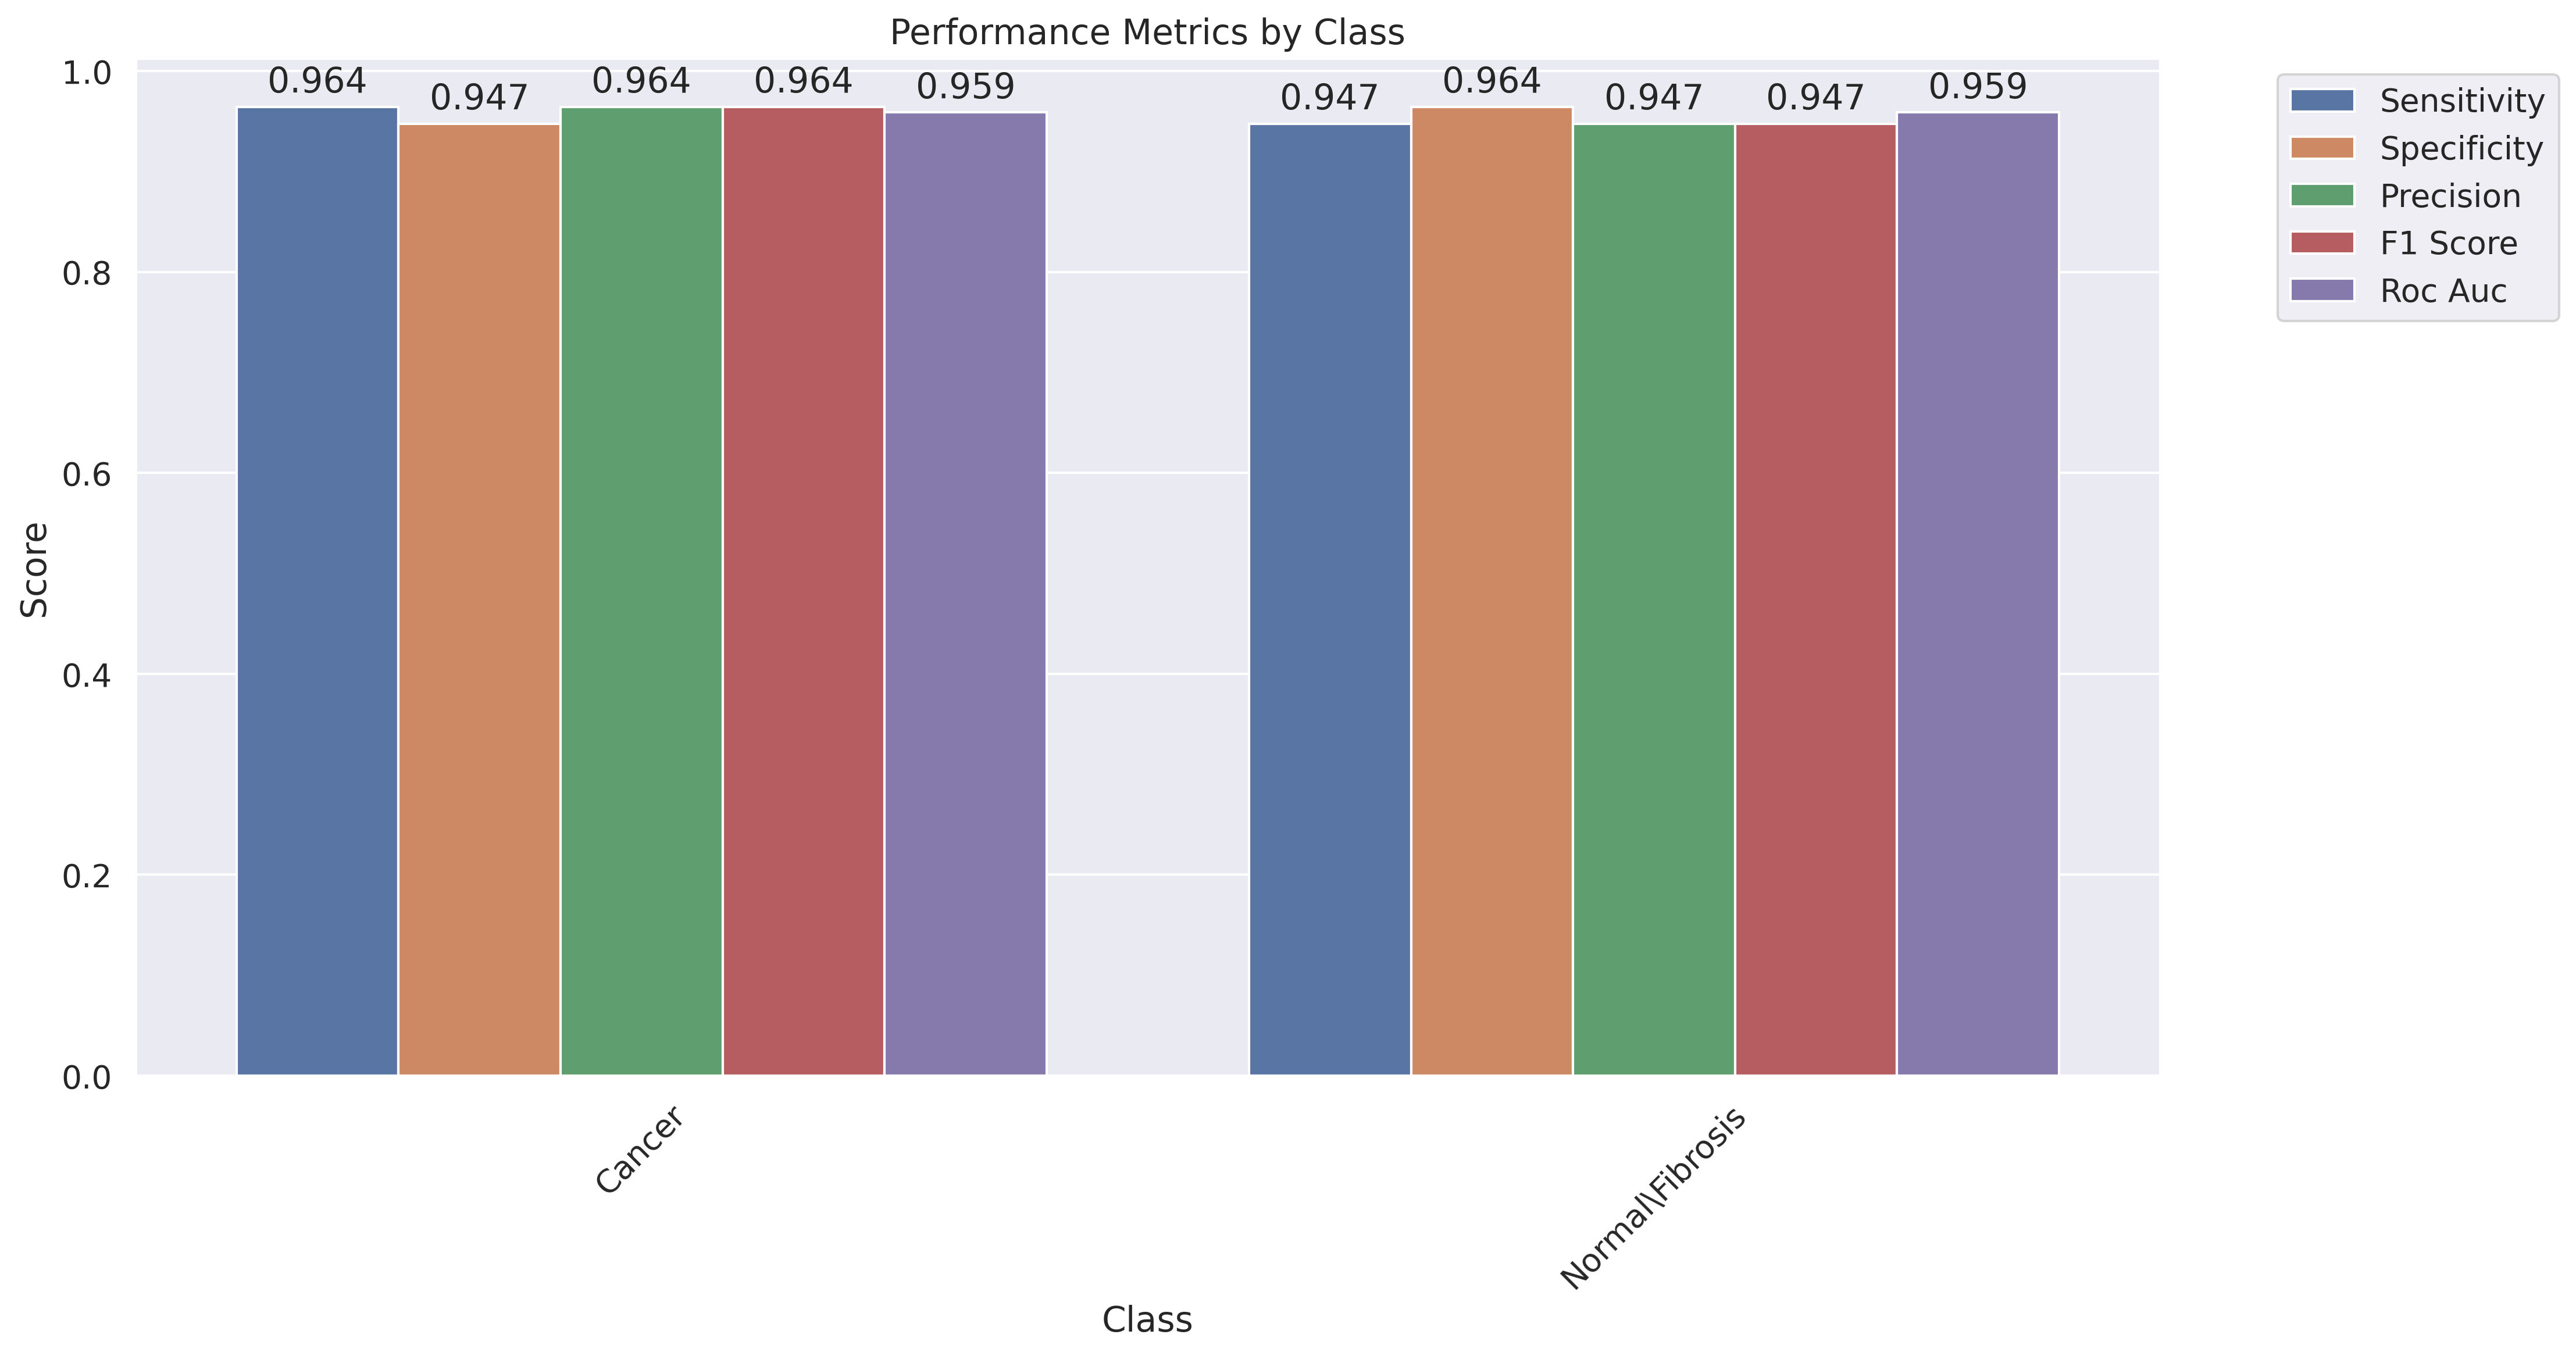 Performance Metrics by Class
Score
1.0
0.8
0.6
0.4
0.2
0.0
0.964
0.947
0.964
0.964
0.959
0.947
0.964
0.947
0.947
0.959
Cancer
Normal\Fibrosis
Class
Sensitivity
Specificity
Precision
F1 Score
Roc Auc